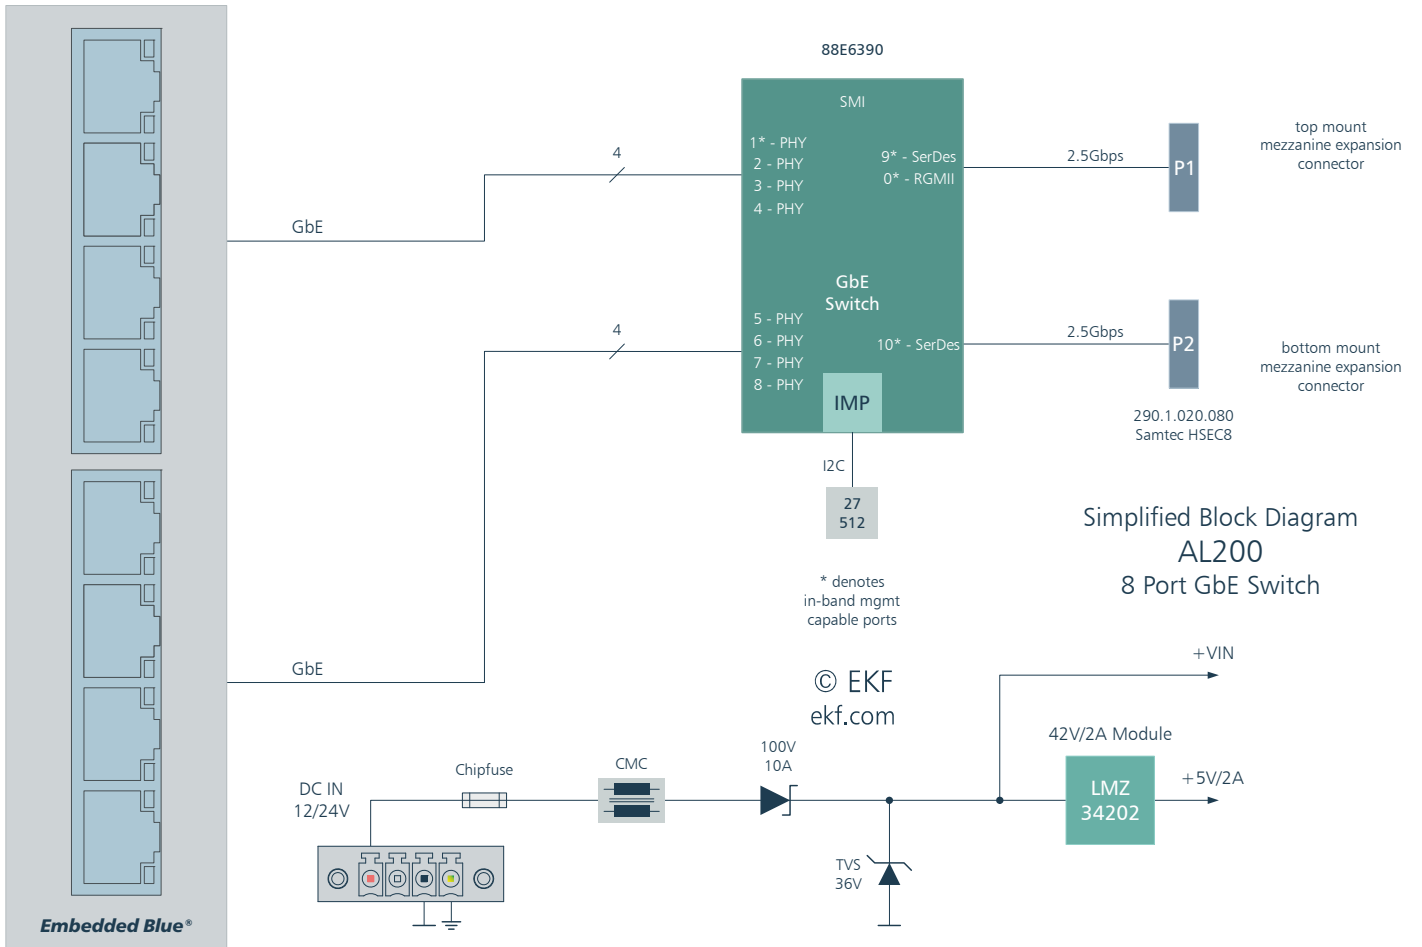 88E6390
SMI
1* - PHY
2 - PHY
3 - PHY
4 - PHY
9* - SerDes
0* - RGMII
4
GbE
2.5Gbps
P1
top mount
mezzanine expansion
connector
GbE
Switch
5 - PHY
6 - PHY
7 - PHY
8 - PHY
10* - SerDes
4
2.5Gbps
P2
bottom mount
mezzanine expansion
connector
IMP
290.1.020.080
Samtec HSEC8
I2C
27
512
Simplified Block Diagram
AL200
8 Port GbE Switch
* denotes
in-band mgmt
capable ports
GbE
© EKF
ekf.com
+VIN
42V/2A Module
100V
10A
CMC
Chipfuse
DC IN
12/24V
LMZ
34202
+5V/2A
TVS
36V
Embedded Blue®